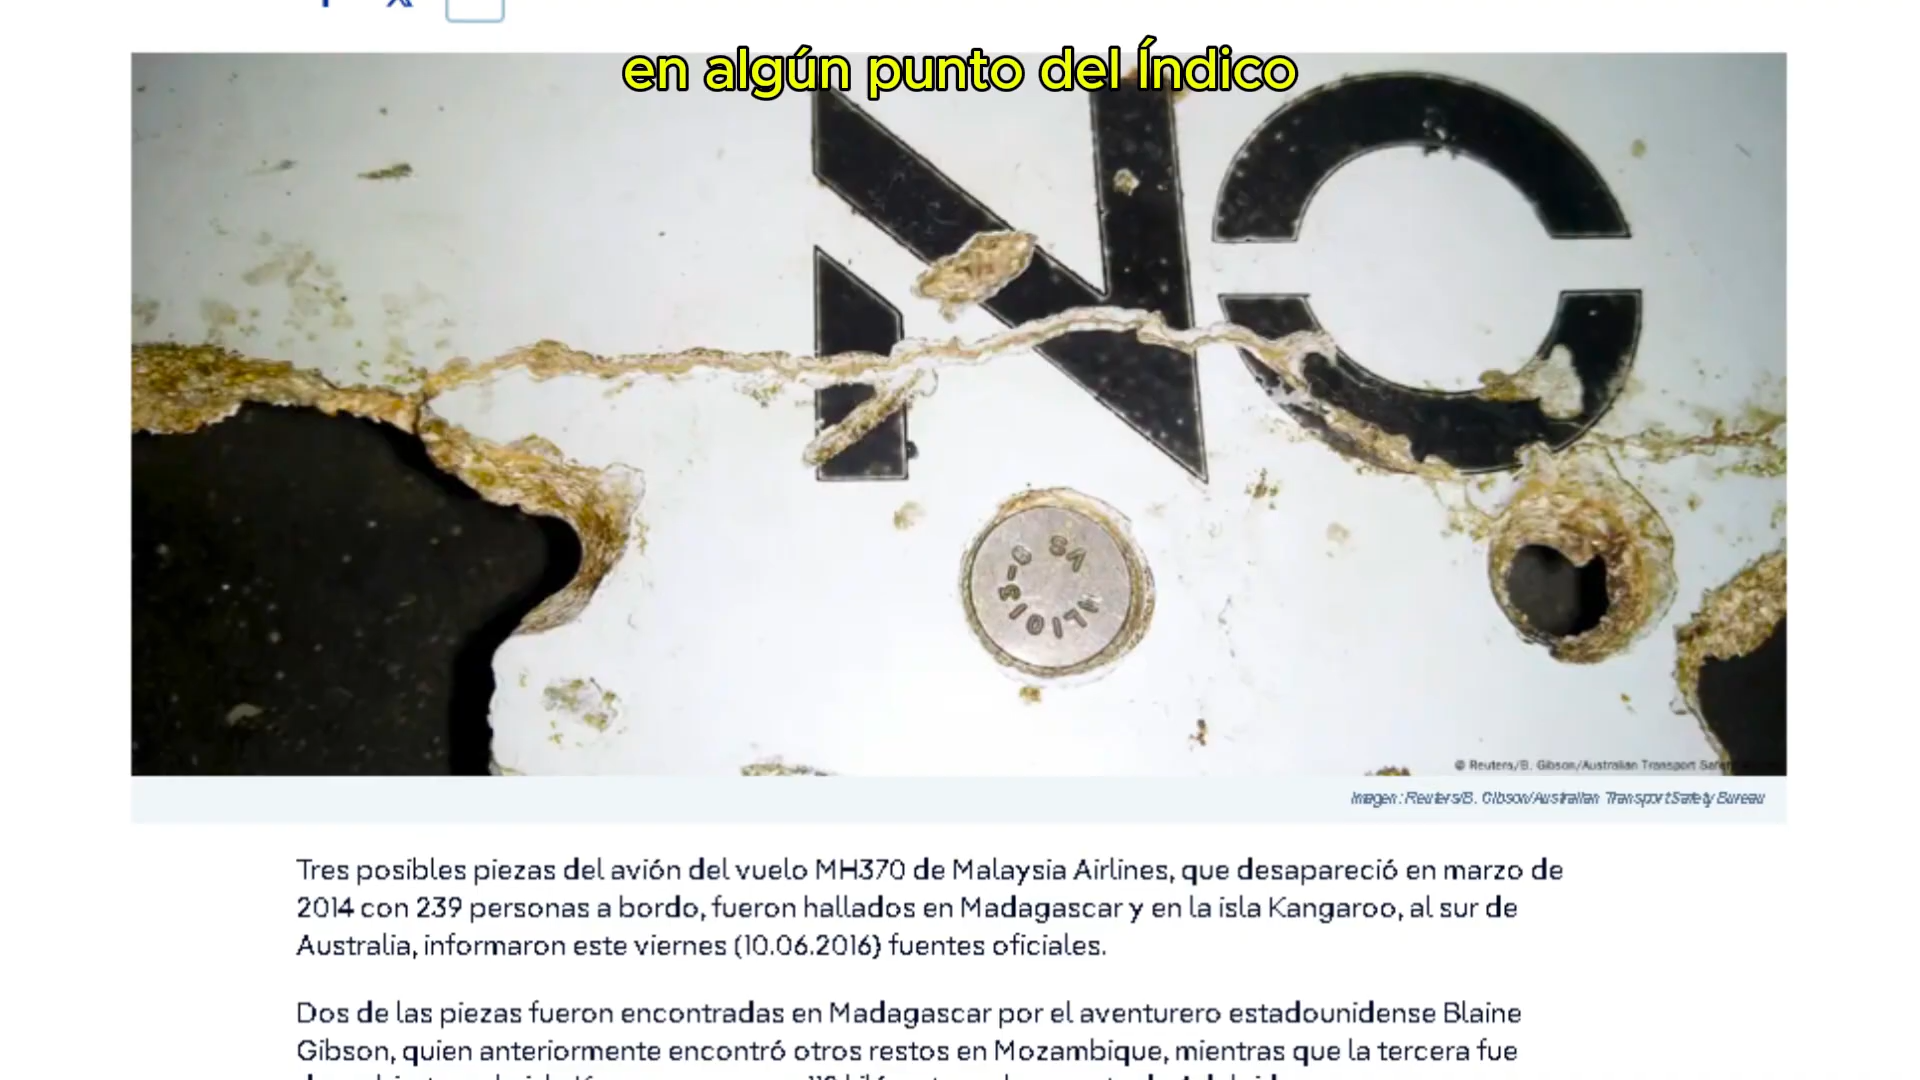 en algún punto del Índico
NO
© Reuters/B. Gibson/Australian Transport
Imagen: Reuters/B. Gibson/Australian Transport Safety Bureau
Tres posibles piezas del avión del vuelo MH370 de Malaysia Airlines, que desapareció en marzo de
2014 con 239 personas a bordo, fueron hallados en Madagascar y en la isla Kangaroo, al sur de
Australia, informaron este viernes (10.06.2016) fuentes oficiales.
Dos de las piezas fueron encontradas en Madagascar por el aventurero estadounidense Blaine
Gibson, quien anteriormente encontró otros restos en Mozambique, mientras que la tercera fue